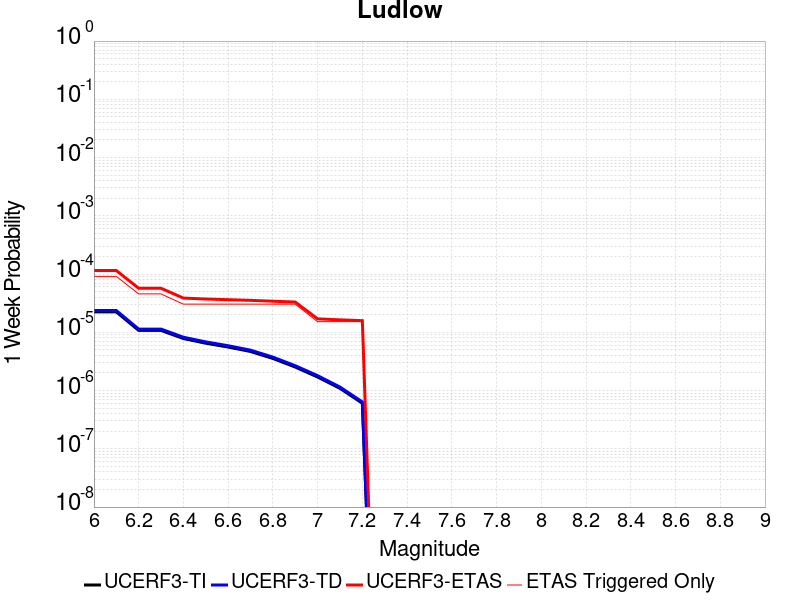 Ludlow
10^0
10^-1
10^-2
10^-3
10^-4
10^-5
10^-6
10^-7
10^-8
1 Week Probability
6 6.2 6.4 6.6 6.8 7 7.2 7.4 7.6 7.8 8 8.2 8.4 8.6 8.8 9
Magnitude
UCERF3-TI UCERF3-TD UCERF3-ETAS ETAS Triggered Only